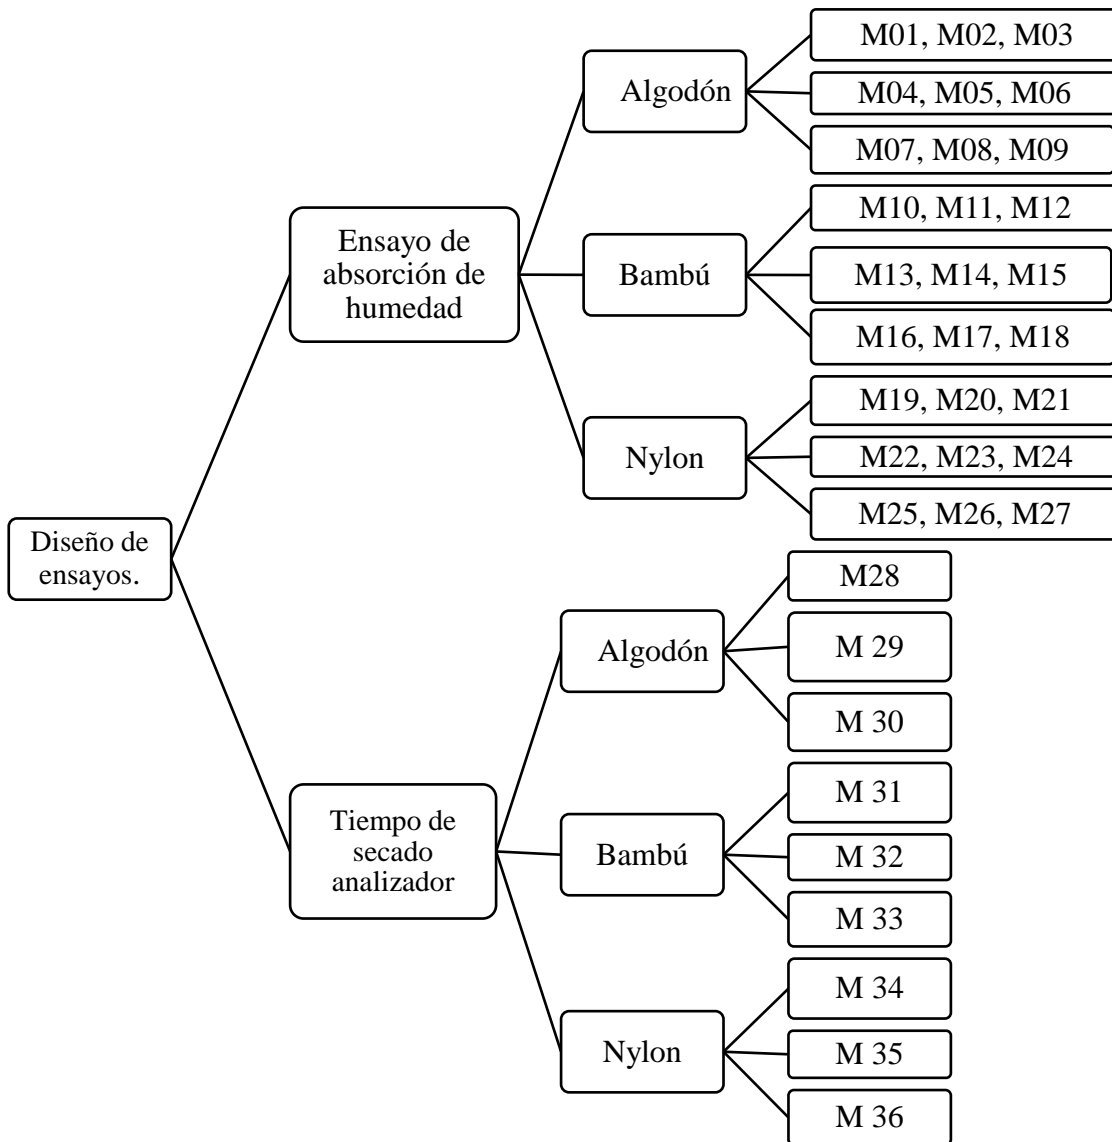 Diseño de
ensayos.
Ensayo de
absorción de
humedad
Algodón
M01, M02, M03
M04, M05, M06
M07, M08, M09
Bambú
M10, M11, M12
M13, M14, M15
M16, M17, M18
Nylon
M19, M20, M21
M22, M23, M24
M25, M26, M27
Tiempo de
secado
analizador
Algodón
M28
M 29
M 30
Bambú
M 31
M 32
M 33
Nylon
M 34
M 35
M 36